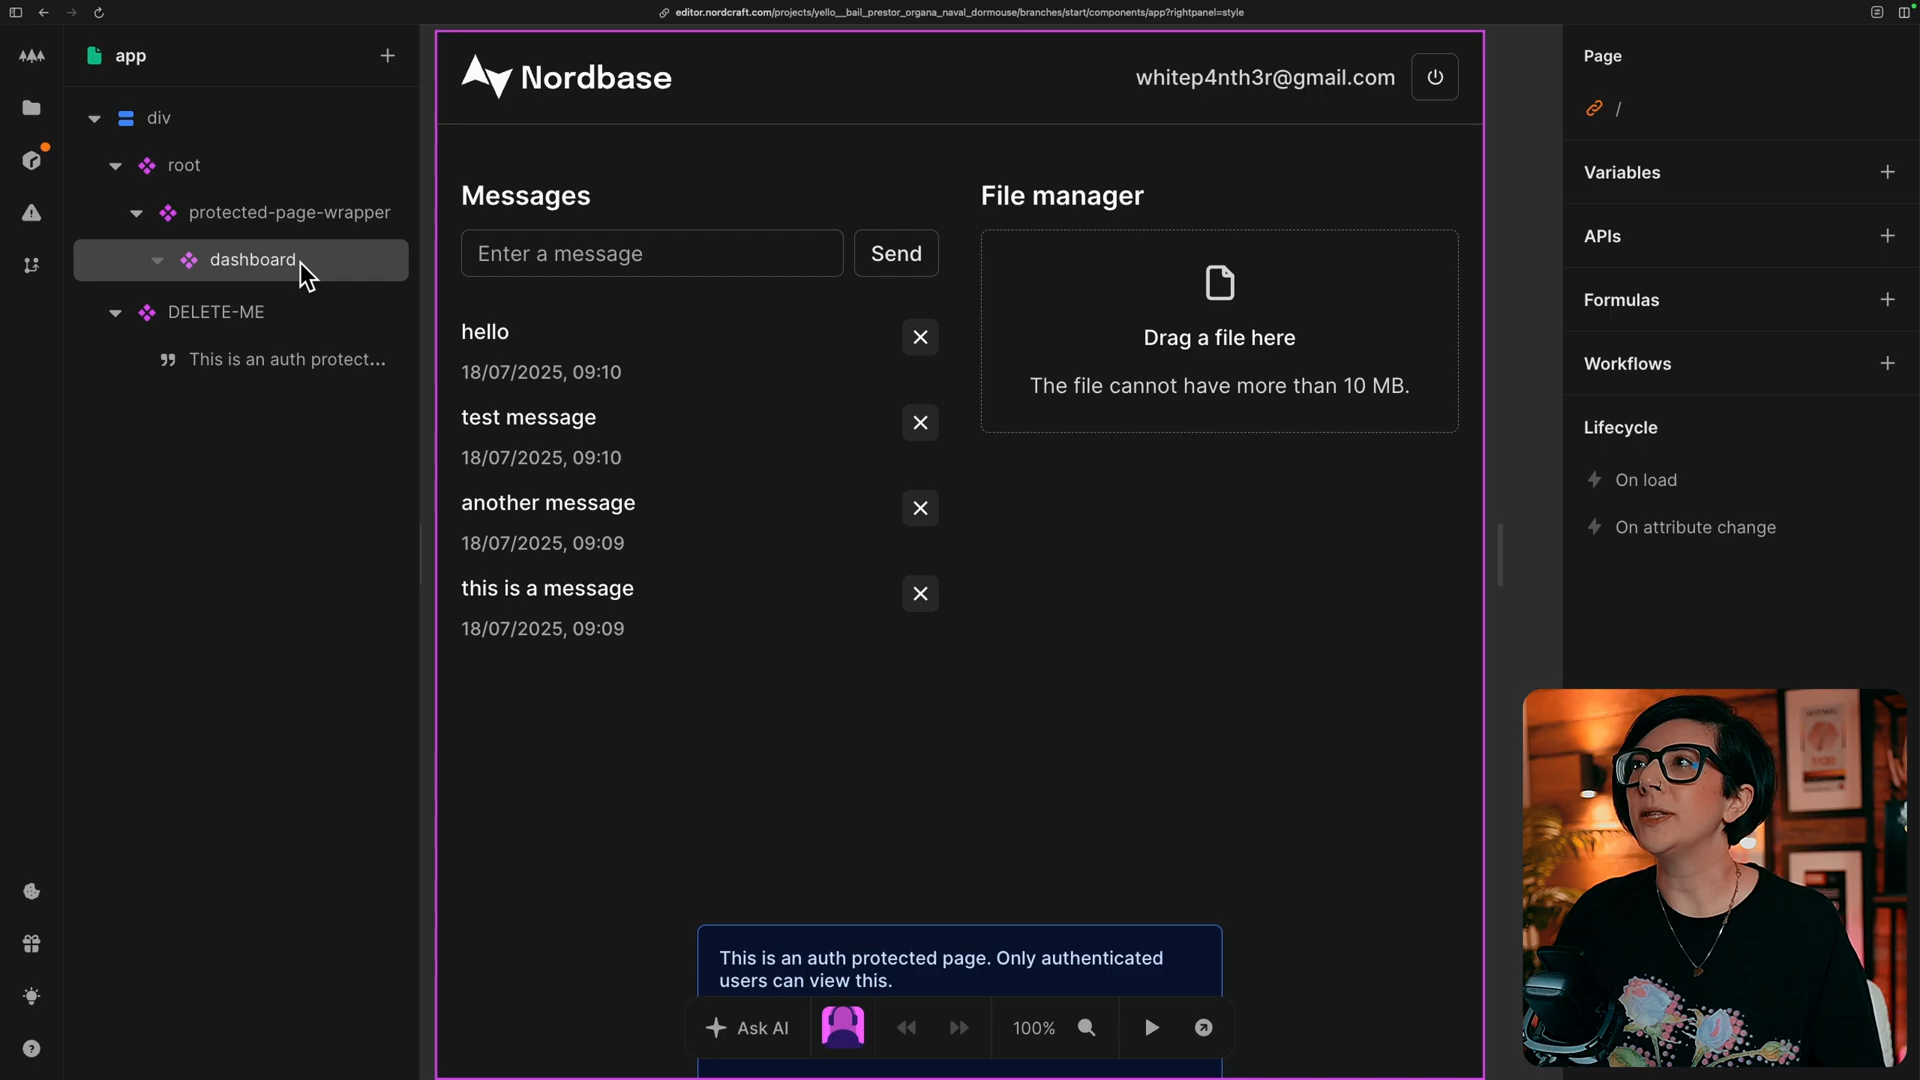 editor.nordcraft.com/projects/yello__bail_prestor_organa_naval_dormouse/branches/start/components/app?rightpanel=style
app
div
root
protected-page-wrapper
dashboard
DELETE-ME
This is an auth protect...
Nordbase
whitep4nth3r@gmail.com
Messages
Enter a message
Send
hello
18/07/2025, 09:10
test message
18/07/2025, 09:10
another message
18/07/2025, 09:09
this is a message
18/07/2025, 09:09
File manager
Drag a file here
The file cannot have more than 10 MB.
This is an auth protected page. Only authenticated
users can view this.
Ask AI
100%
Page
/
Variables
APIs
Formulas
Workflows
Lifecycle
On load
On attribute change